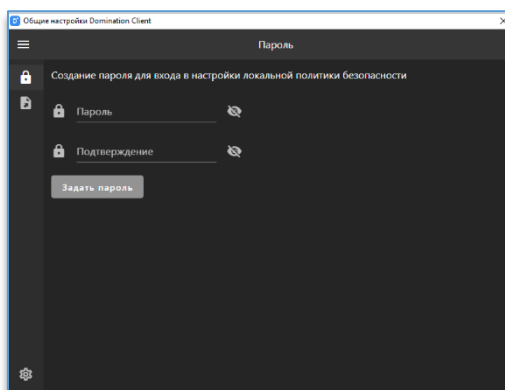 Общие настройки Domination Client
Пароль
Создание пароля для входа в настройки локальной политики безопасности
Пароль
Подтверждение
Задать пароль